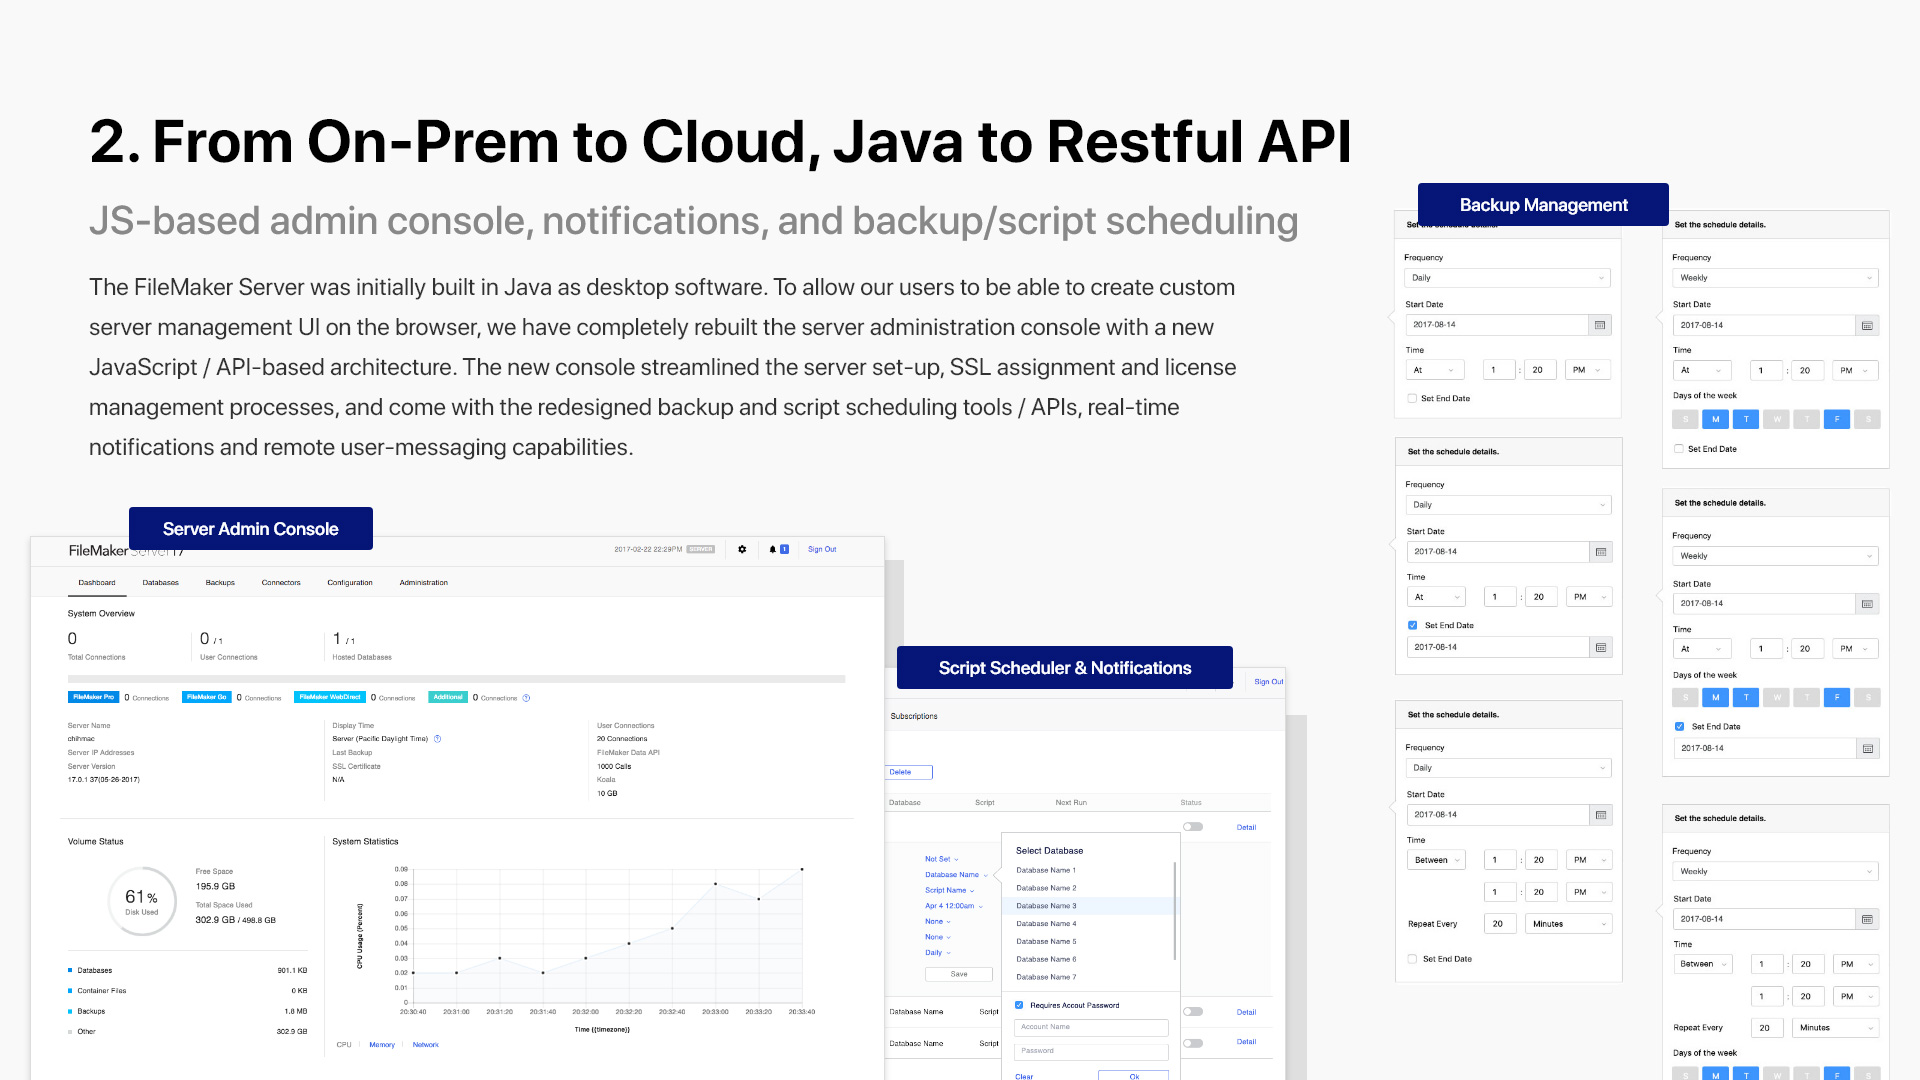 2. From On-Prem to Cloud, Java to Restful API
JS-based admin console, notifications, and backup/script scheduling
The FileMaker Server was initially built in Java as desktop software. To allow our users to be able to create custom
server management UI on the browser, we have completely rebuilt the server administration console with a new
JavaScript / API-based architecture. The new console streamlined the server set-up, SSL assignment and license
management processes, and come with the redesigned backup and script scheduling tools / APIs, real-time
notifications and remote user-messaging capabilities.
Server Admin Console
FileMaker Server 17
2017-02-22 22:29PM SERVER 1 Sign Out
Dashboard Databases Backups Connectors Configuration Administration
System Overview
0 0 / 1 1 / 1
Total Connections User Connections Hosted Databases
FileMaker Pro 0 Connections FileMaker Go 0 Connections FileMaker WebDirect 0 Connections Additional 0 Connections ?
Server Name Display Time User Connections
chihmac Server (Pacific Daylight Time) ? 20 Connections
Server IP Addresses Last Backup FileMaker Data API
Server Version SSL Certificate 1000 Calls
17.0.1 37(05-26-2017) N/A Koala
10 GB
Volume Status
61% Disk Used
Free Space
195.9 GB
Total Space Used
302.9 GB / 498.8 GB
Databases 901.1 KB
Container Files 0 KB
Backups 1.8 MB
Other 302.9 GB
System Statistics
CPU Usage (Percent)
0.09
0.08
0.07
0.06
0.05
0.04
0.03
0.02
0.01
0
20:30:40 20:31:00 20:31:20 20:31:40 20:32:00 20:32:20 20:32:40 20:33:00 20:33:20 20:33:40
Time {{timezone}}
CPU Memory Network
Script Scheduler & Notifications
Sign Out
Subscriptions
Delete
Database Script Next Run Status
Detail
Not Set
Database Name
Script Name
Apr 4 12:00am
None
None
Daily
Save
Select Database
Database Name 1
Database Name 2
Database Name 3
Database Name 4
Database Name 5
Database Name 6
Database Name 7
Requires Accout Password
Account Name
Password
Clear Ok
Database Name Script Detail
Database Name Script Detail
Backup Management
Set the schedule details.
Frequency
Daily
Start Date
2017-08-14
Time
At 1 : 20 PM
Set End Date
Set the schedule details.
Frequency
Daily
Start Date
2017-08-14
Time
At 1 : 20 PM
Set End Date
2017-08-14
Set the schedule details.
Frequency
Daily
Start Date
2017-08-14
Time
Between 1 : 20 PM
1 : 20 PM
Repeat Every 20 Minutes
Set End Date
Set the schedule details.
Frequency
Weekly
Start Date
2017-08-14
Time
At 1 : 20 PM
Days of the week
S M T W T F S
Set End Date
Set the schedule details.
Frequency
Weekly
Start Date
2017-08-14
Time
At 1 : 20 PM
Days of the week
S M T W T F S
Set End Date
2017-08-14
Set the schedule details.
Frequency
Weekly
Start Date
2017-08-14
Time
Between 1 : 20 PM
1 : 20 PM
Repeat Every 20 Minutes
Days of the week
S M T W T F S